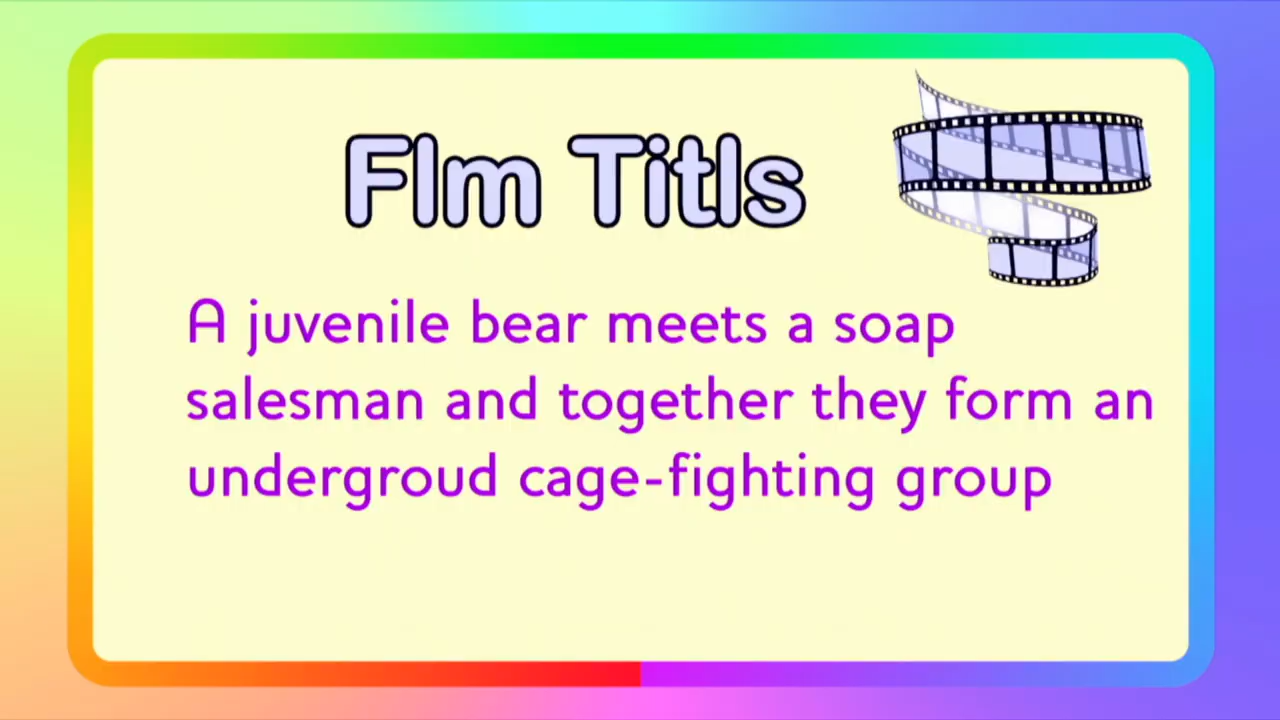 Flm Titls
A juvenile bear meets a soap
salesman and together they form an
undergroud cage-fighting group